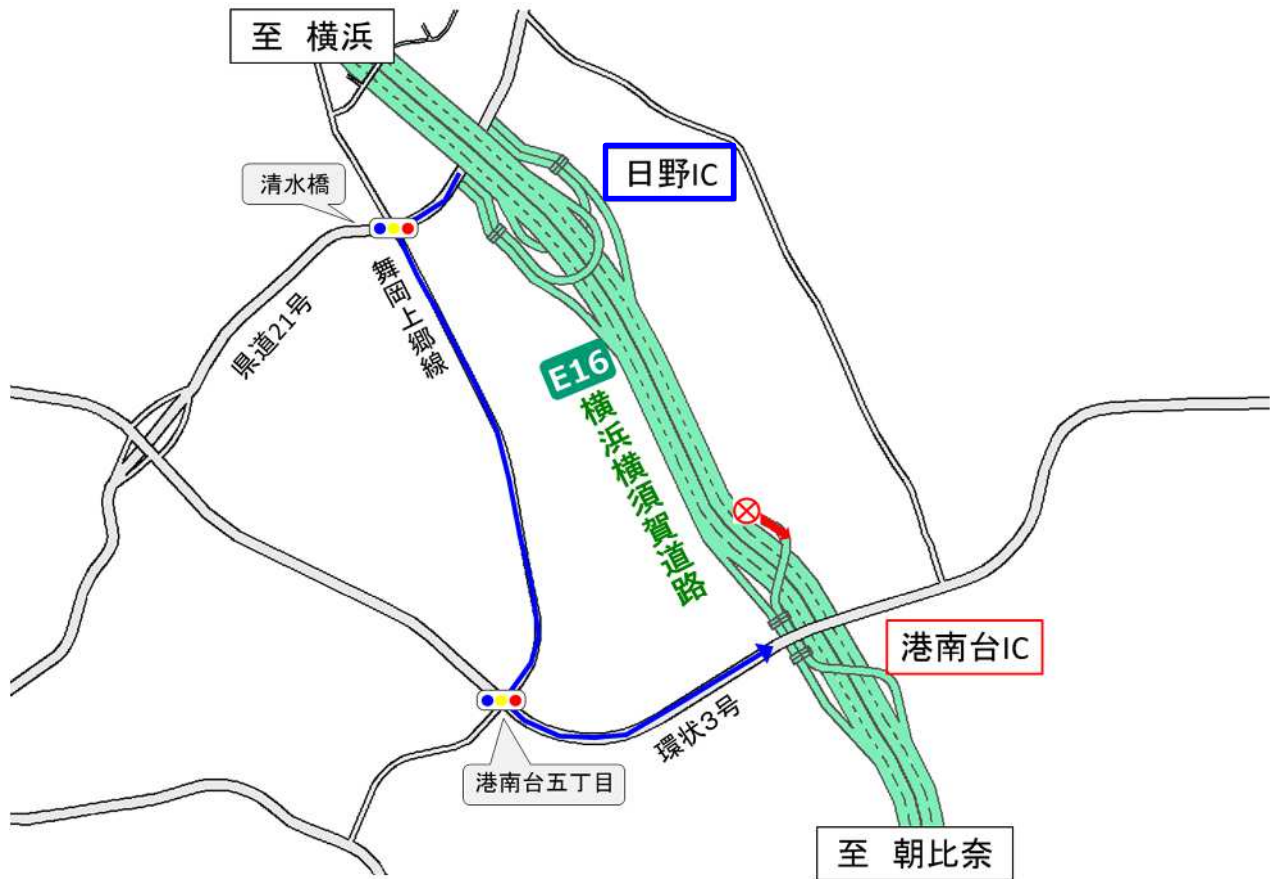 至 横浜
日野IC
清水橋
舞岡上郷線
県道21号
E16
横浜横須賀道路
港南台IC
環状3号
港南台五丁目
至 朝比奈